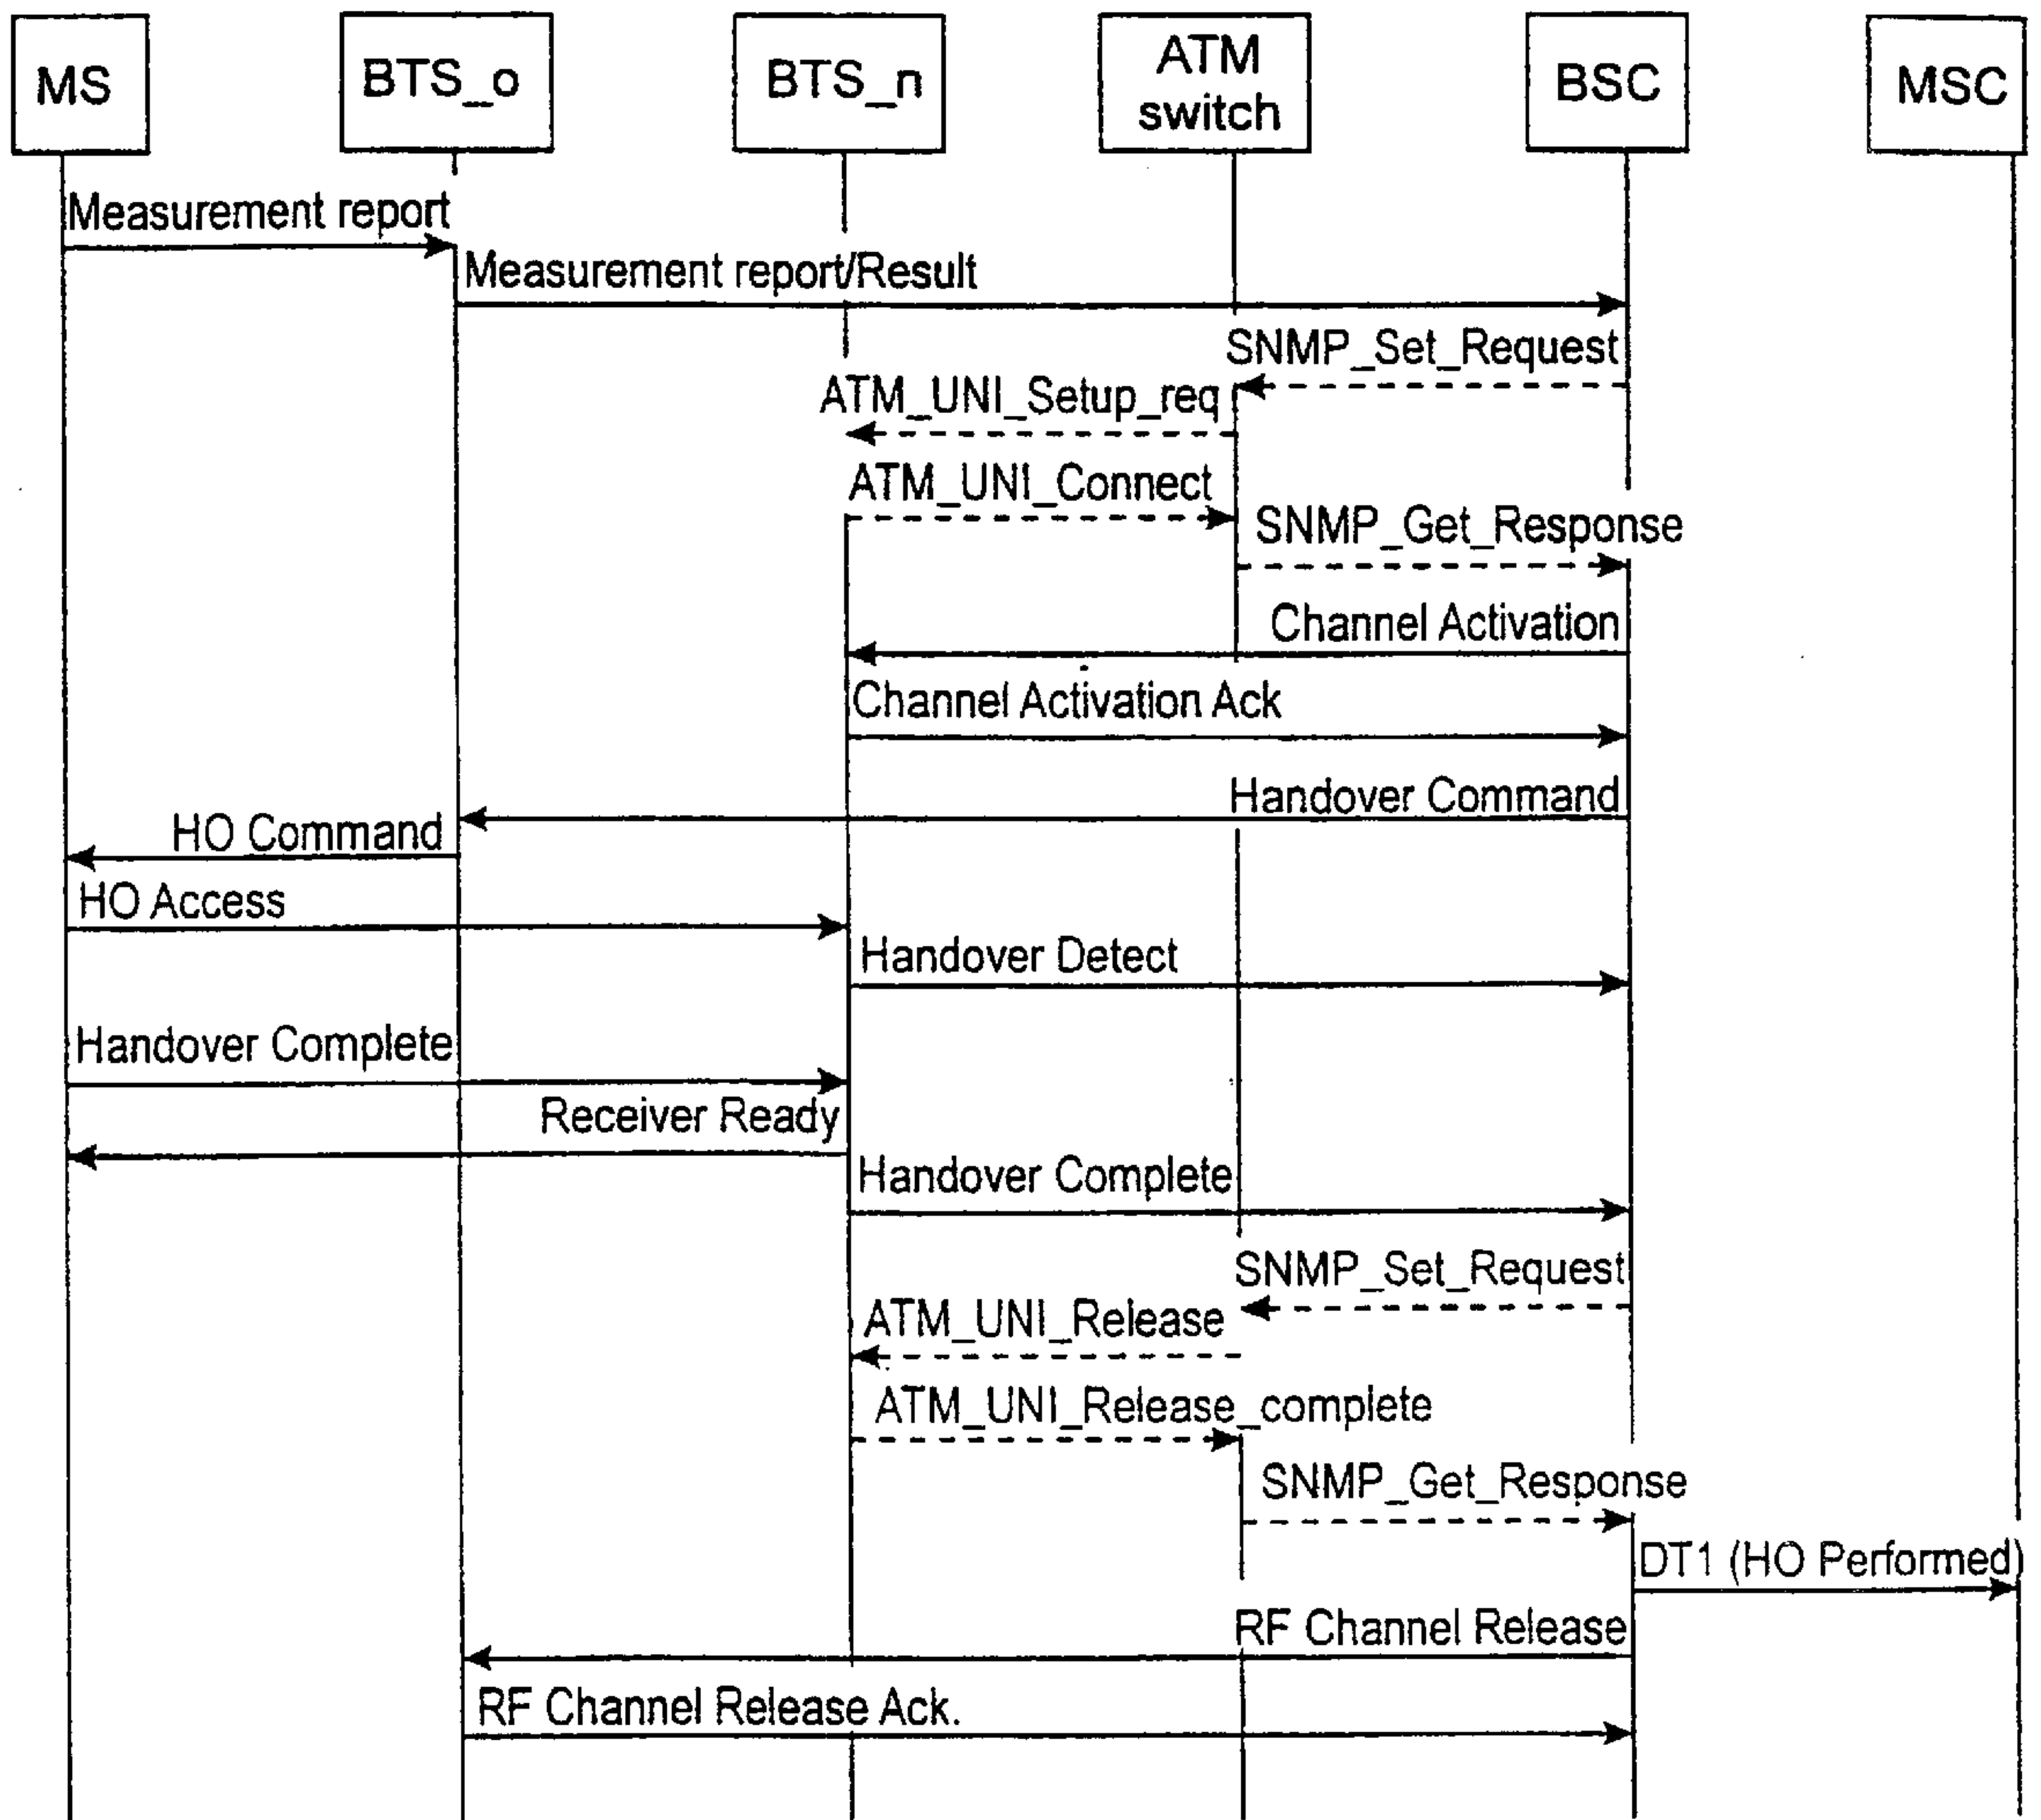 MS
BTS_o
BTS_n
ATM
switch
BSC
MSC
Measurement report
Measurement report/Result
SNMP_Set_Request
ATM_UNI_Setup_req
ATM_UNI_Connect
SNMP_Get_Response
Channel Activation
Channel Activation Ack
Handover Command
HO Command
HO Access
Handover Detect
Handover Complete
Receiver Ready
Handover Complete
SNMP_Set_Request
ATM_UNI_Release
ATM_UNI_Release_complete
SNMP_Get_Response
DT1 (HO Performed)
RF Channel Release
RF Channel Release Ack.